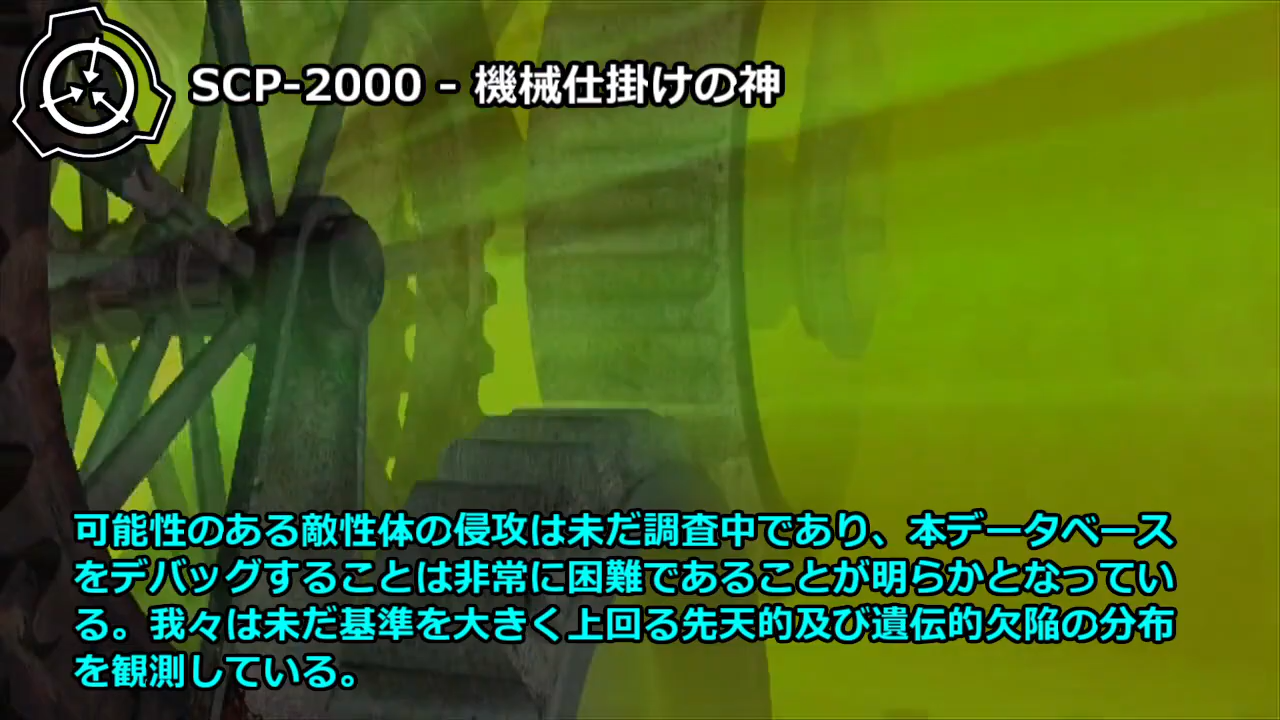 SCP-2000 - 機械仕掛けの神
可能性のある敵性体の侵攻は未だ調査中であり、本データベース
をデバッグすることは非常に困難であることが明らかとなってい
る。我々は未だ基準を大きく上回る先天的及び遺伝的欠陥の分布
を観測している。